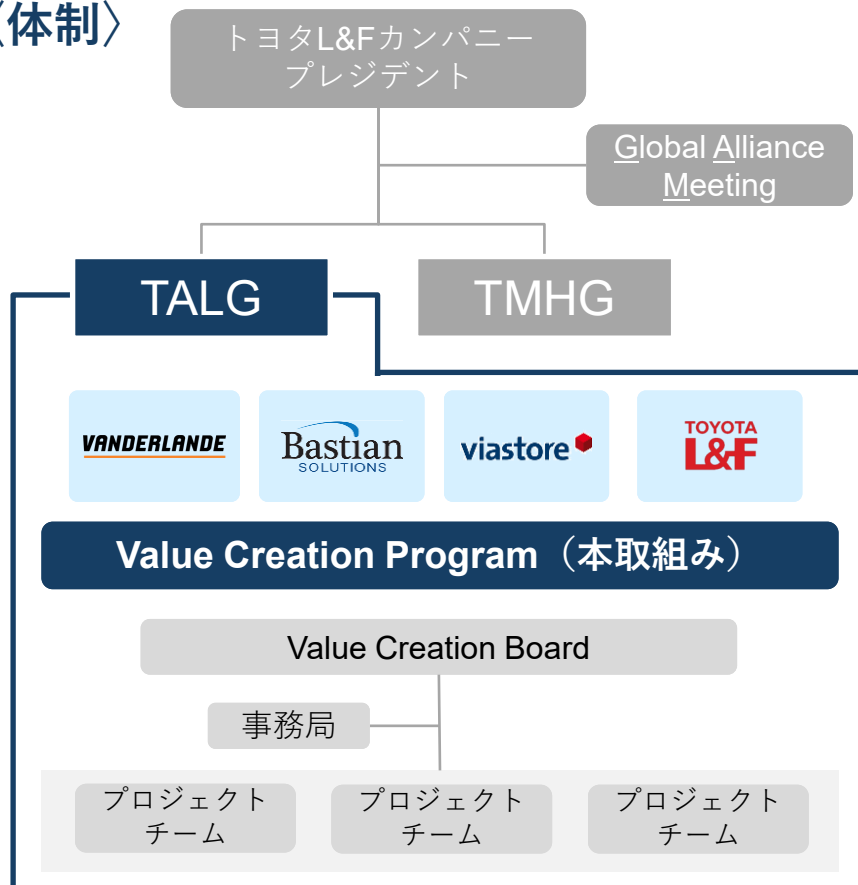 〈体制〉
トヨタL&Fカンパニー
プレジデント
Global Alliance
Meeting
TALG
TMHG
VANDERLANDE
Bastian
SOLUTIONS
viastore
TOYOTA
L&F
Value Creation Program（本取組み）
Value Creation Board
事務局
プロジェクト
チーム
プロジェクト
チーム
プロジェクト
チーム